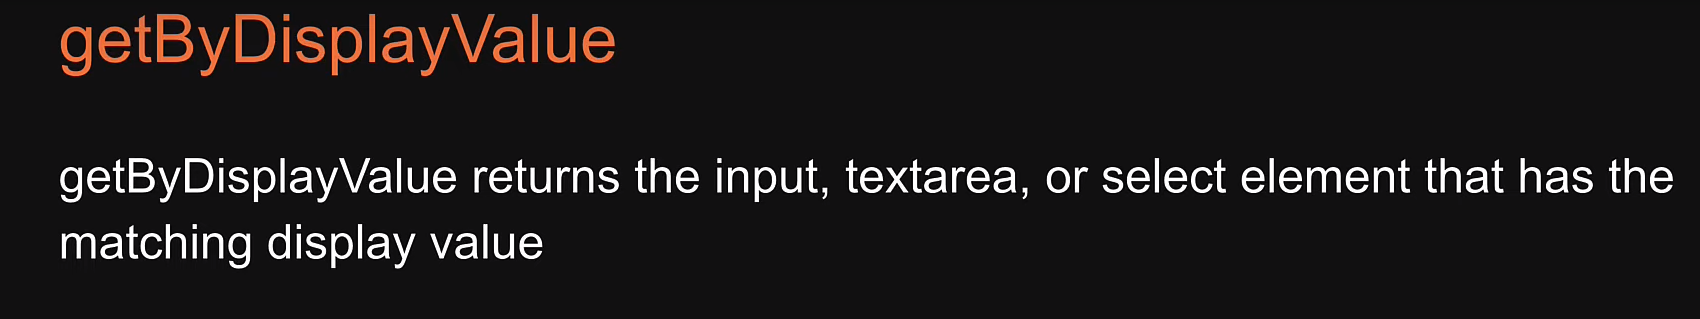 getByDisplayValue
getByDisplayValue returns the input, textarea, or select element that has the
matching display value